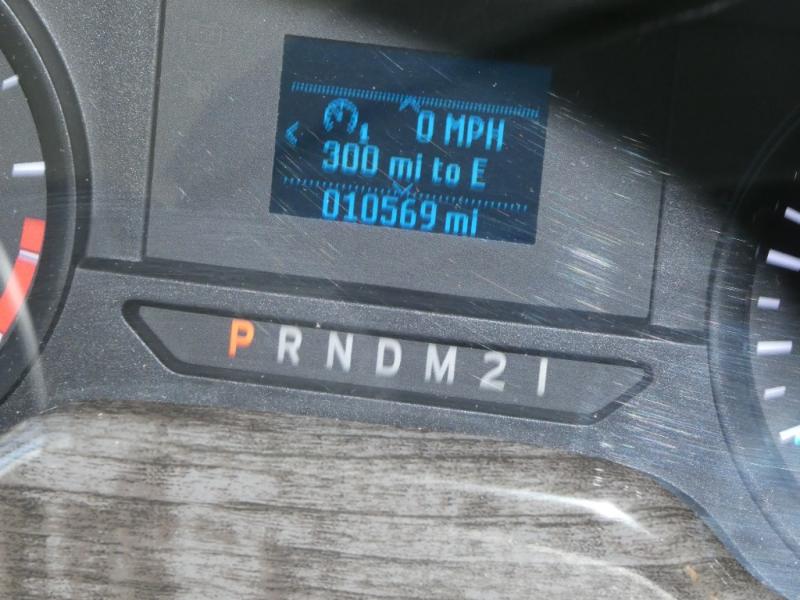 0 MPH
300 mi to E
010569 mi
P R N D M 2 1